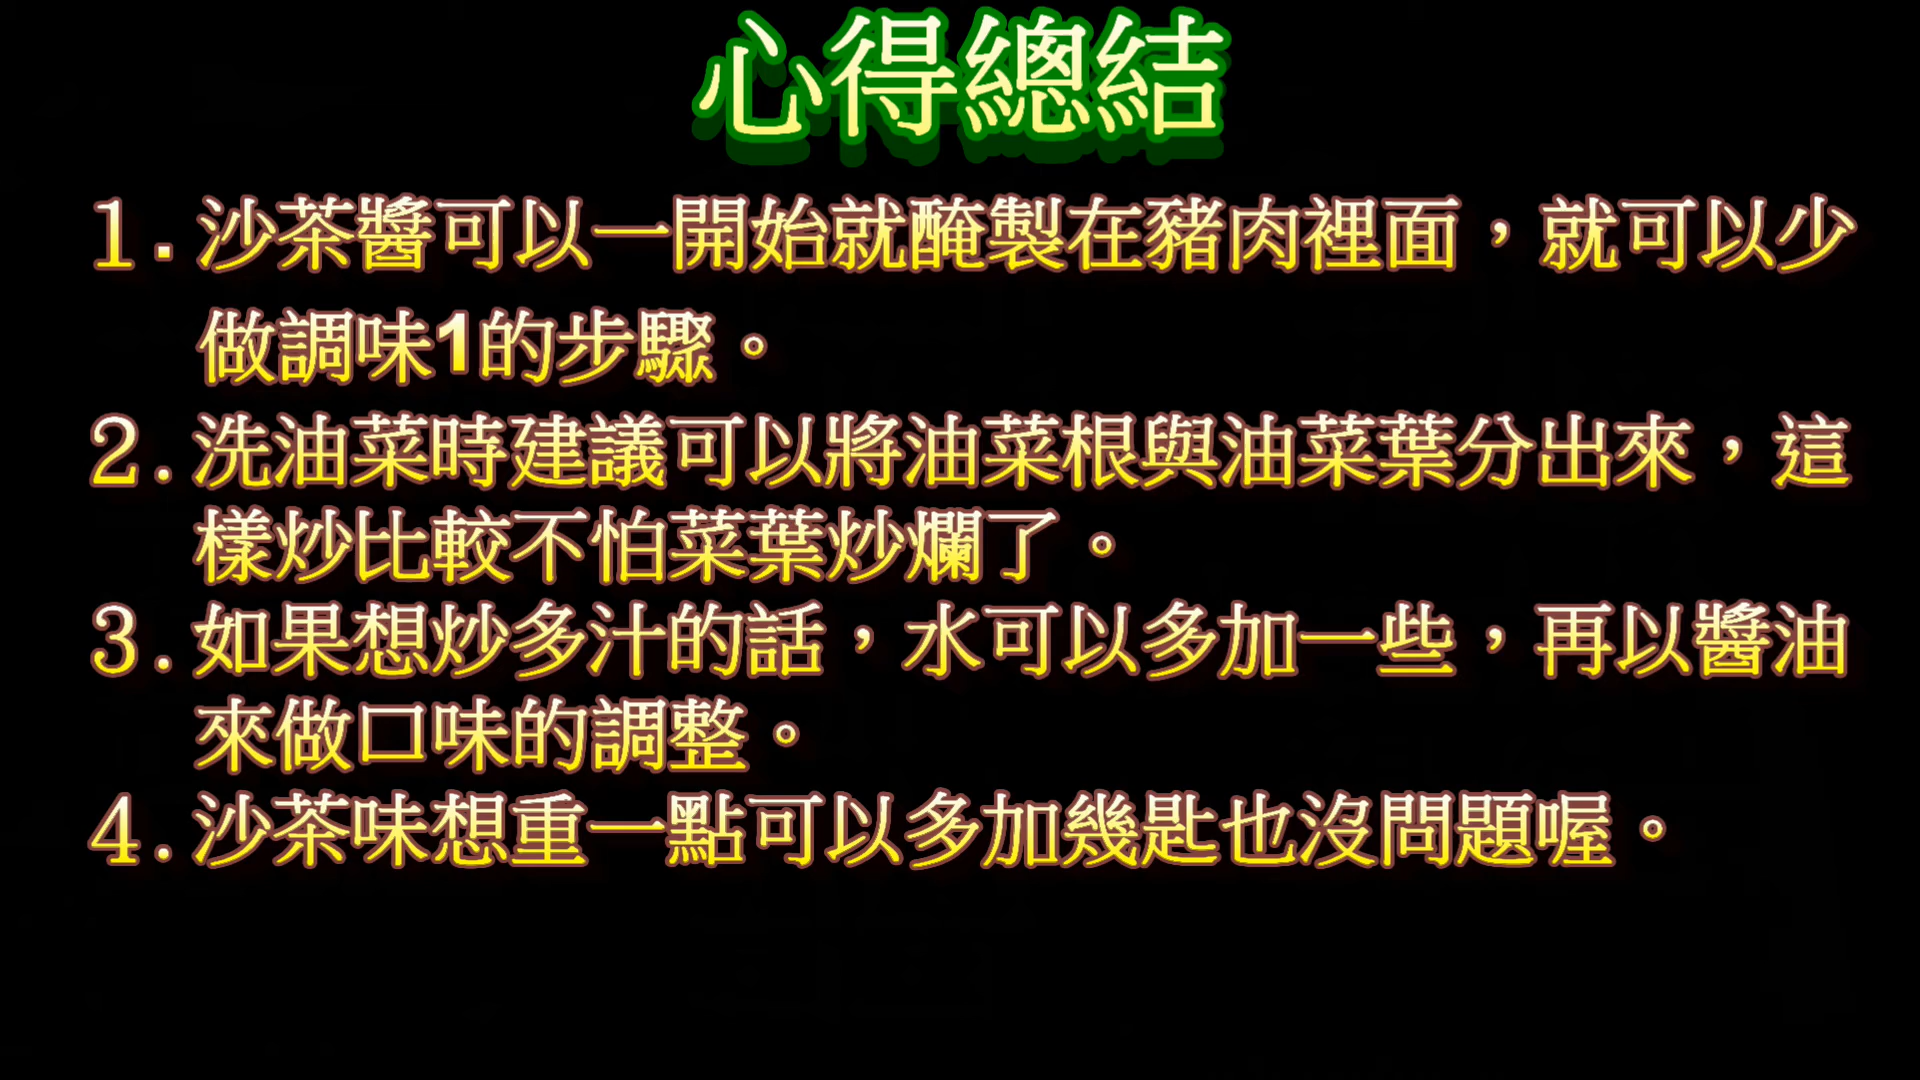 心得總結
1.沙茶醬可以一開始就醃製在豬肉裡面，就可以少
做調味1的步驟。
2.洗油菜時建議可以將油菜根與油菜葉分出來，這
樣炒比較不怕菜葉炒爛了。
3.如果想炒多汁的話，水可以多加一些，再以醬油
來做口味的調整。
4.沙茶味想重一點可以多加幾匙也沒問題喔。